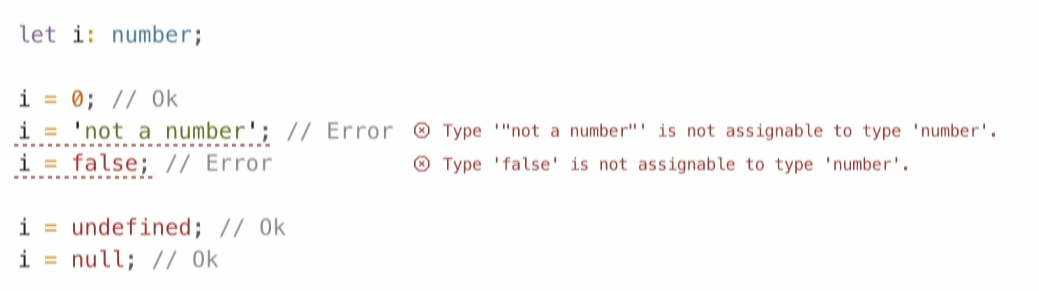 let i: number;
i = 0; // Ok
i = 'not a number'; // Error ⊗ Type '"not a number"' is not assignable to type 'number'.
i = false; // Error ⊗ Type 'false' is not assignable to type 'number'.
i = undefined; // Ok
i = null; // Ok